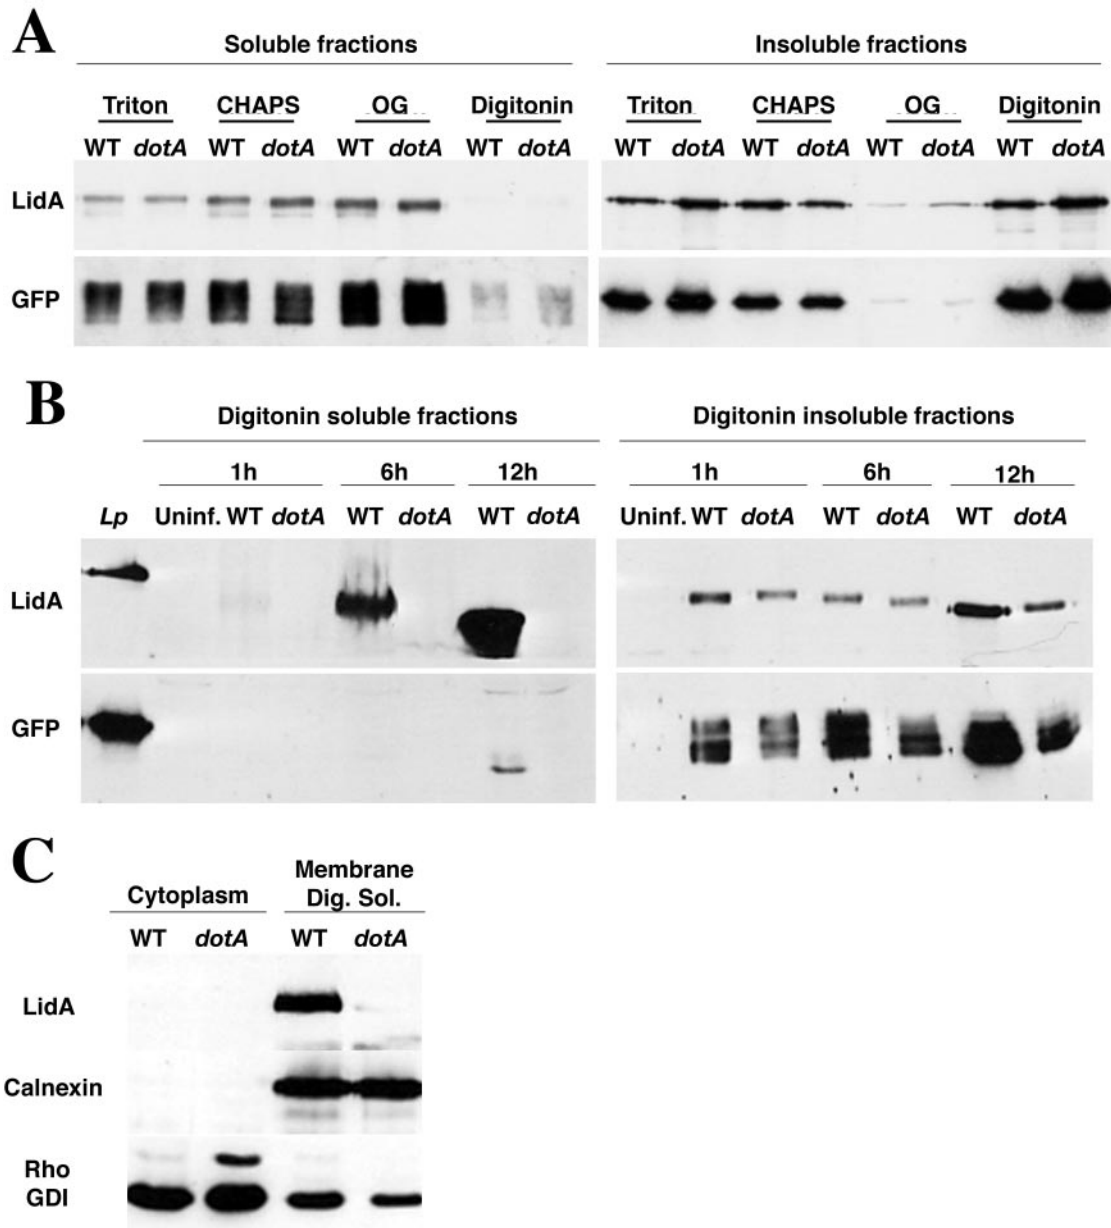 A
Soluble fractions Insoluble fractions
Triton CHAPS OG Digitonin Triton CHAPS OG Digitonin
WT dotA WT dotA WT dotA WT dotA WT dotA WT dotA WT dotA WT dotA
LidA
GFP
B
Digitonin soluble fractions Digitonin insoluble fractions
1h 6h 12h 1h 6h 12h
Lp Uninf. WT dotA WT dotA WT dotA Uninf. WT dotA WT dotA WT dotA
LidA
GFP
C
Membrane
Cytoplasm Dig. Sol.
WT dotA WT dotA
LidA
Calnexin
Rho
GDI